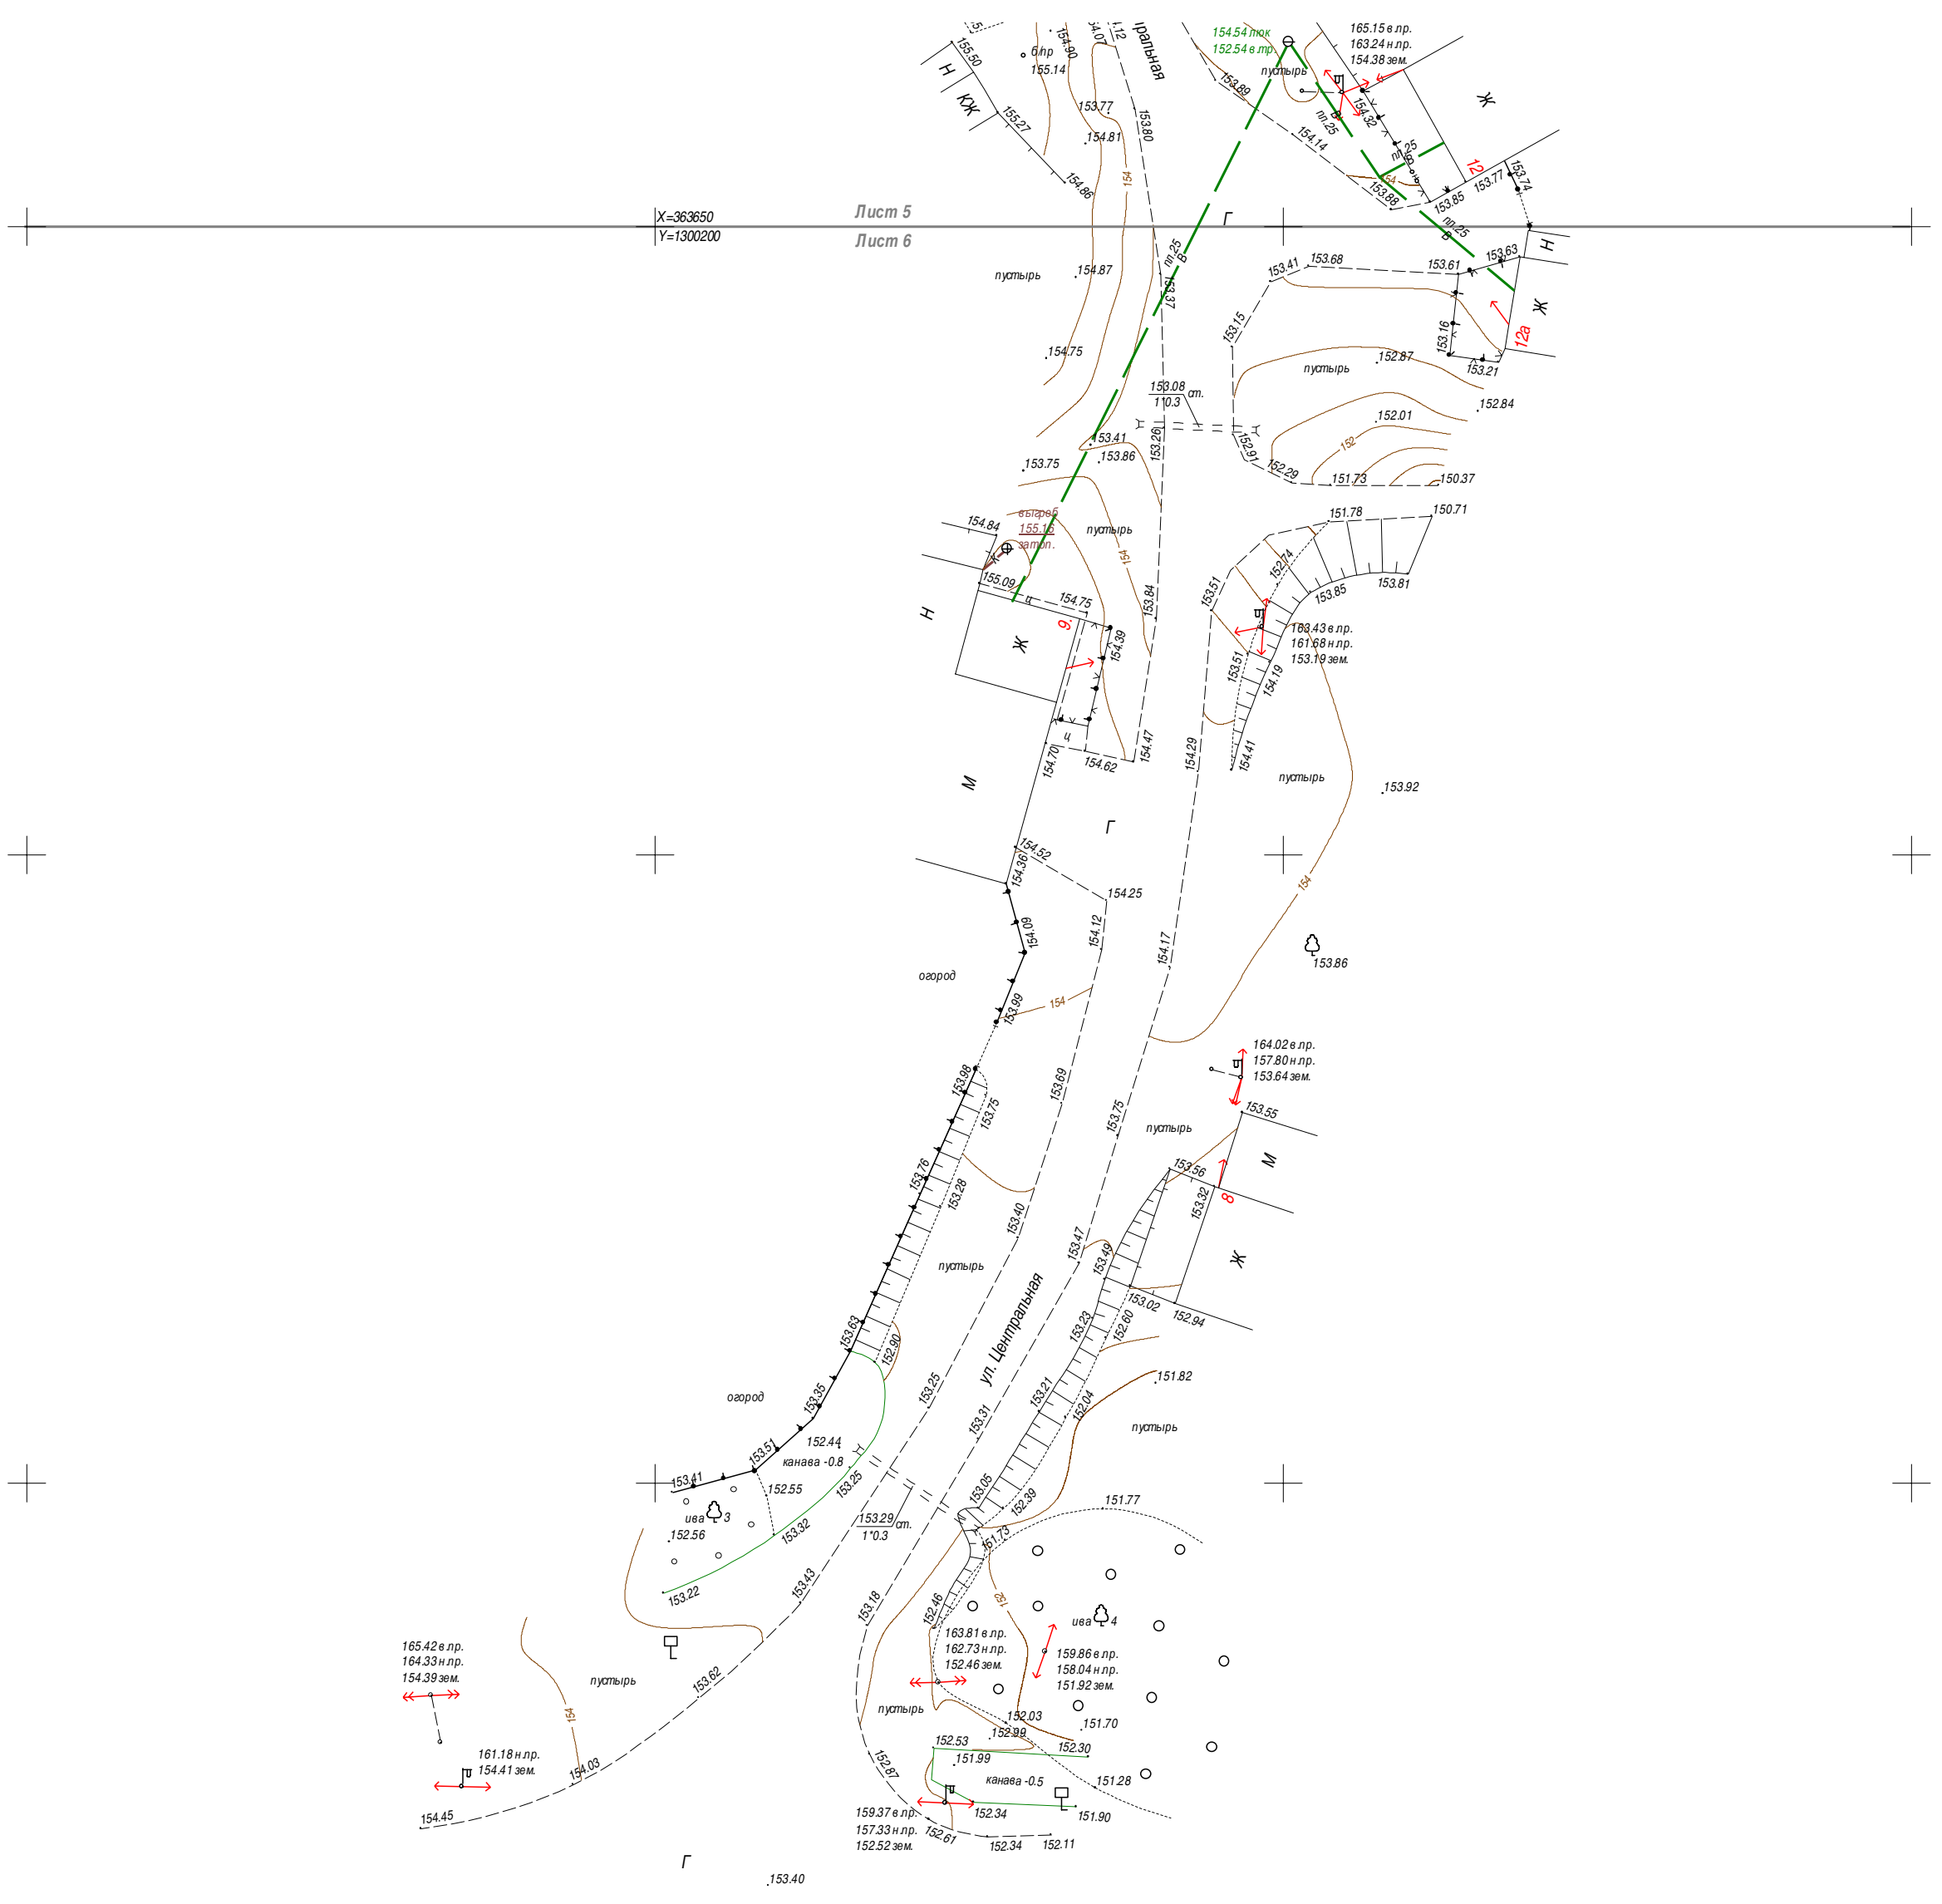 154.54 люк
152.54 в.тр.
165.15 в.пр.
163.24 н.пр.
154.38 зем.
155.50
Н
КЖ
155.27
154.86
б/пр
155.14
154.90
154.07
153.77
154.81
153.80
153.89
пустырь
154.14
154.32
В
пл.25
пл.25
154
154
153.88
153.85
12
153.77
153.74
Ж
X=363650
Y=1300200
Лист 5
Лист 6
Г
пл.25
В
пл.25
В
пустырь
154.87
153.37
153.41
153.68
153.61
153.63
Н
Ж
153.15
153.16
12а
153.21
154.75
152.87
пустырь
153.08
1*0.3
ст.
152.84
152.01
152
153.41
153.86
153.26
152.91
152.29
151.73
150.37
153.75
154.84
выгреб
155.16
затоп.
К
пустырь
154
151.78
150.71
155.09
ц
154.75
153.84
153.51
152.74
153.85
153.81
Н
Ж
9.
154.39
163.43 в.пр.
161.68 н.пр.
153.19 зем.
153.51
154.19
ц
154.70
154.62
154.47
154.29
154.41
пустырь
153.92
М
Г
154.52
154.36
154.25
154
154.09
154.12
154.17
153.86
огород
153.99
154
164.02 в.пр.
157.80 н.пр.
153.64 зем.
153.98
153.75
153.69
153.75
153.55
пустырь
М
153.76
153.28
153.56
153.32
8
153.40
153.47
153.49
Ж
пустырь
ул. Центральная
153.02
152.94
153.63
152.90
153.23
152.60
153.25
151.82
огород
153.35
153.21
152.04
153.31
пустырь
153.51
152.44
канава -0.8
153.41
153.25
152.55
153.05
152.39
151.77
ива 3
152.56
153.32
153.29
1*0.3
ст.
151.73
153.22
153.43
153.18
152.46
152
ива 4
163.81 в.пр.
162.73 н.пр.
152.46 зем.
159.86 в.пр.
158.04 н.пр.
151.92 зем.
165.42 в.пр.
164.33 н.пр.
154.39 зем.
пустырь
153.62
154
пустырь
152.03
152.99
151.70
152.53
152.30
161.18 н.пр.
154.41 зем.
154.03
152.87
151.99
канава -0.5
151.28
154.45
159.37 в.пр.
157.33 н.пр.
152.52 зем.
152.34
151.90
152.61
152.34
152.11
Г
153.40